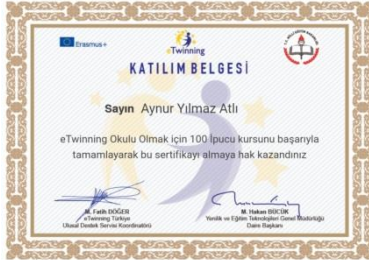 Erasmus+
eTwinning
KATILIM BELGESİ
Sayın Aynur Yılmaz Atlı
eTwinning Okulu Olmak için 100 İpucu kursunu başarıyla
tamamlayarak bu sertifikayı almaya hak kazandınız
M. Fatih DÖĞER
eTwinning Türkiye
Ulusal Destek Servisi Koordinatörü
M. Hakan BÜCÜK
Yenilik ve Eğitim Teknolojileri Genel Müdürlüğü
Daire Başkanı